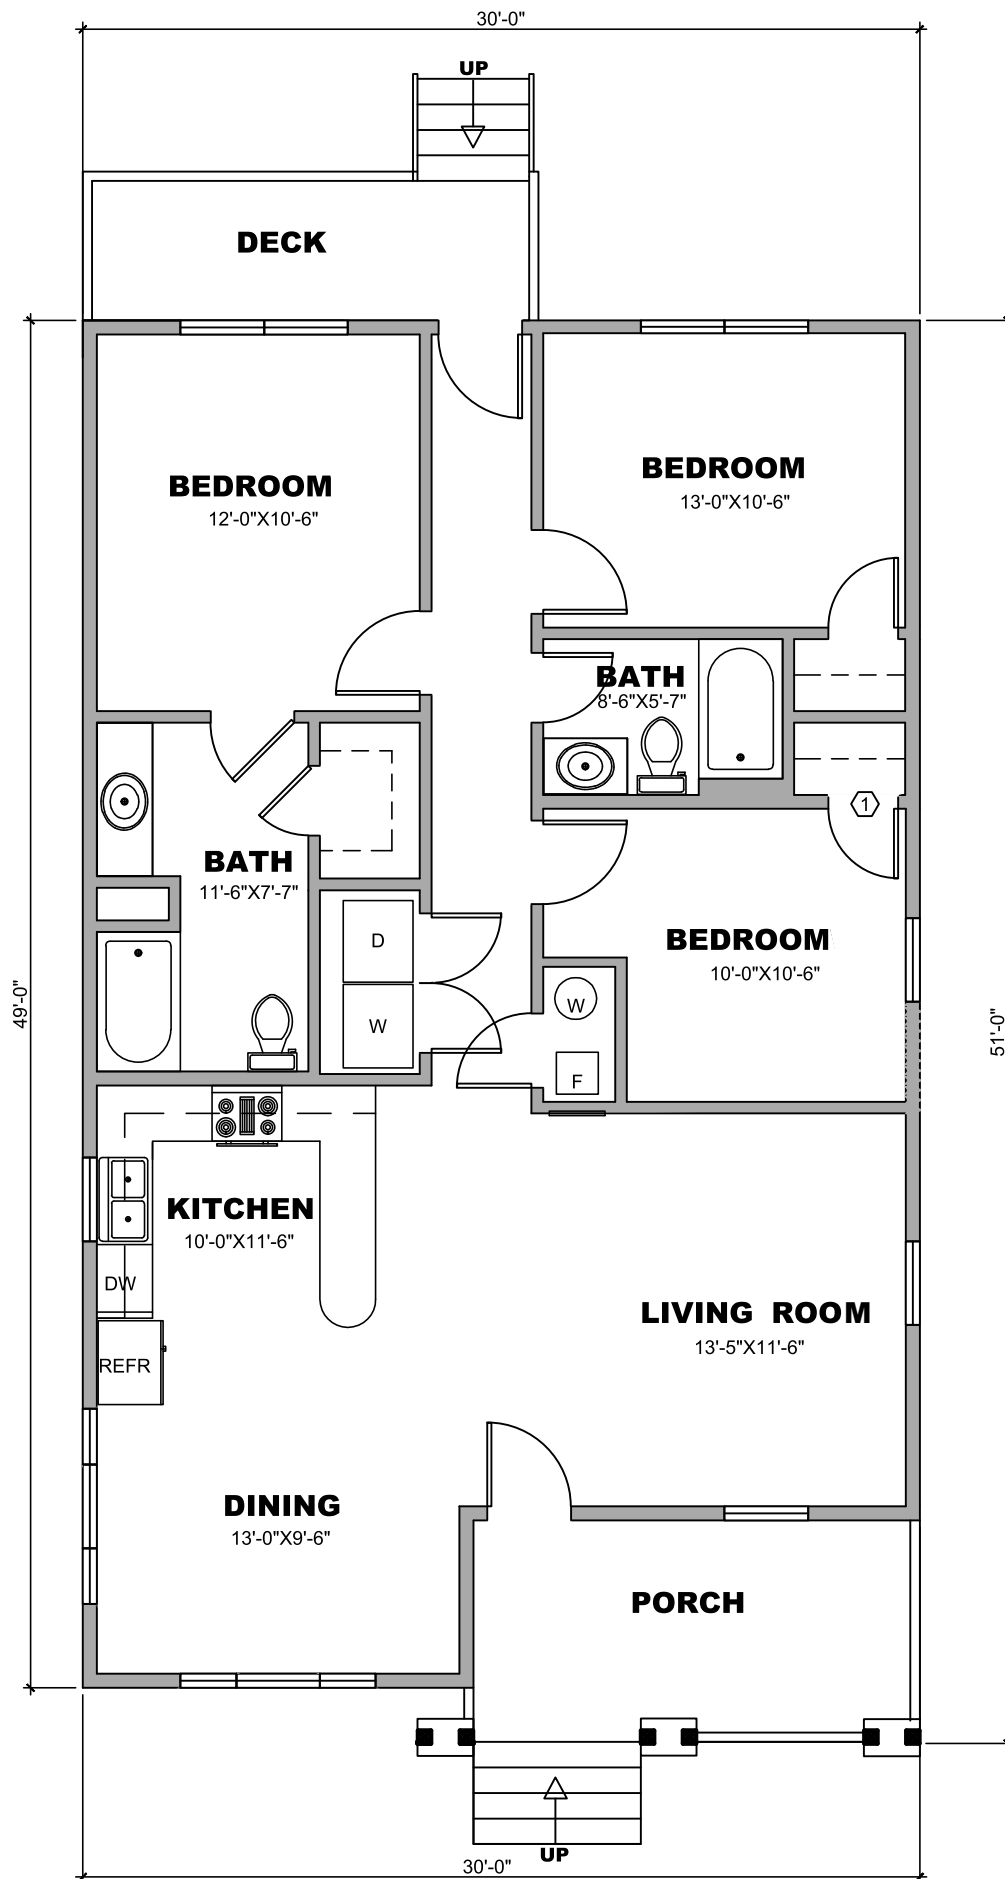 30'-0"
UP
DECK
BEDROOM
12'-0"X10'-6"
BEDROOM
13'-0"X10'-6"
BATH
8'-6"X5'-7"
1
BATH
11'-6"X7'-7"
D
W
BEDROOM
10'-0"X10'-6"
W
F
49'-0"
51'-0"
KITCHEN
10'-0"X11'-6"
DW
REFR
LIVING ROOM
13'-5"X11'-6"
DINING
13'-0"X9'-6"
PORCH
UP
30'-0"